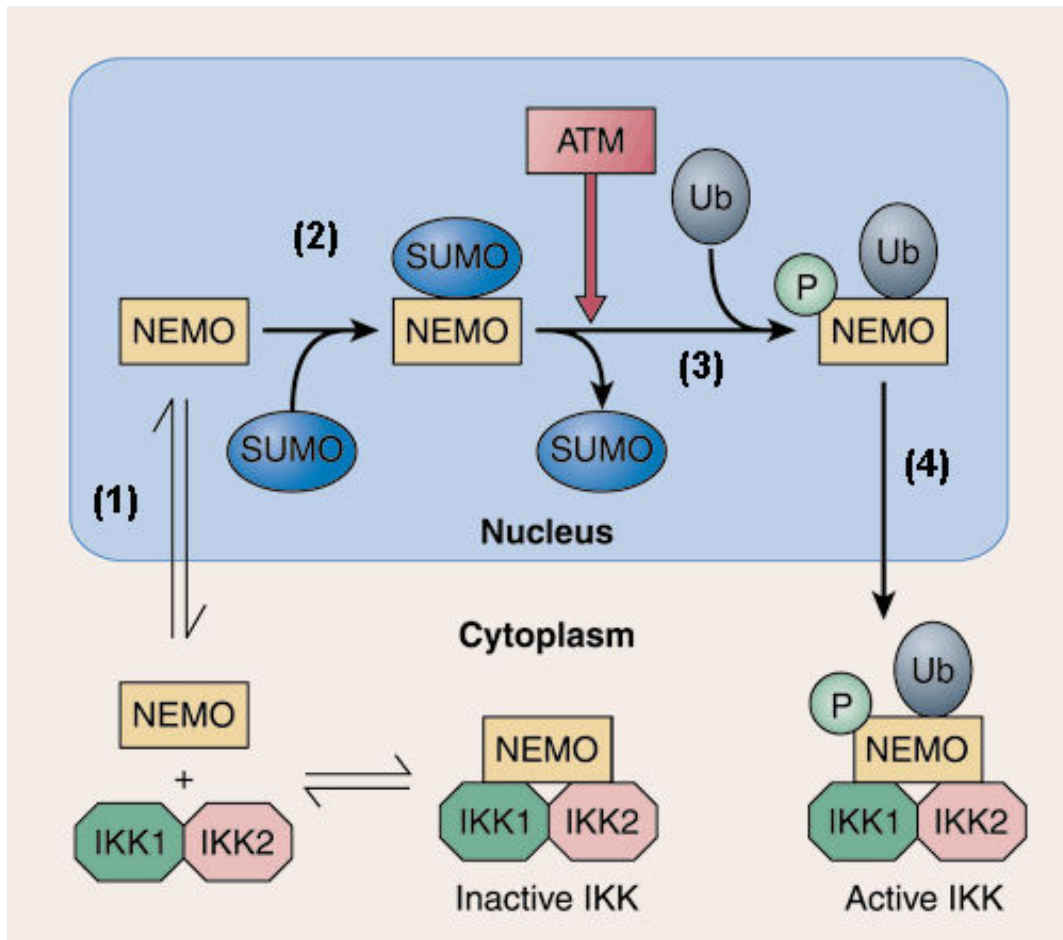 ATM
Ub
(2)
SUMO
Ub
P
NEMO
NEMO
NEMO
(3)
SUMO
SUMO
(1)
(4)
Nucleus
Cytoplasm
Ub
P
NEMO
NEMO
NEMO
+
IKK1
IKK2
IKK1
IKK2
IKK1
IKK2
Inactive IKK
Active IKK